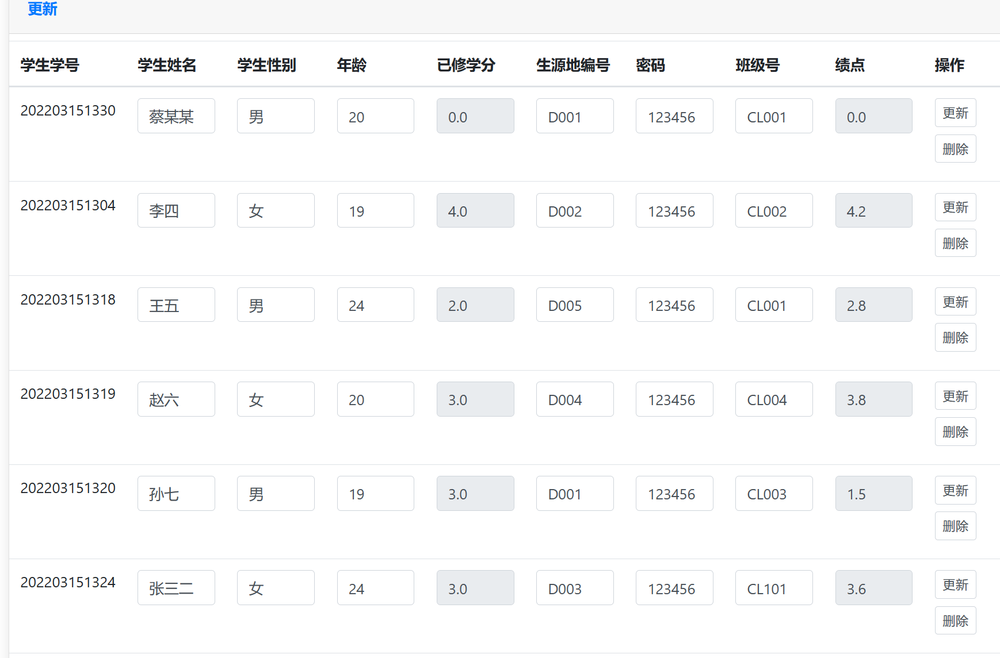 更新
学生学号 学生姓名 学生性别 年龄 已修学分 生源地编号 密码 班级号 绩点 操作
202203151330 蔡某某 男 20 0.0 D001 123456 CL001 0.0 更新
删除
202203151304 李四 女 19 4.0 D002 123456 CL002 4.2 更新
删除
202203151318 王五 男 24 2.0 D005 123456 CL001 2.8 更新
删除
202203151319 赵六 女 20 3.0 D004 123456 CL004 3.8 更新
删除
202203151320 孙七 男 19 3.0 D001 123456 CL003 1.5 更新
删除
202203151324 张三二 女 24 3.0 D003 123456 CL101 3.6 更新
删除